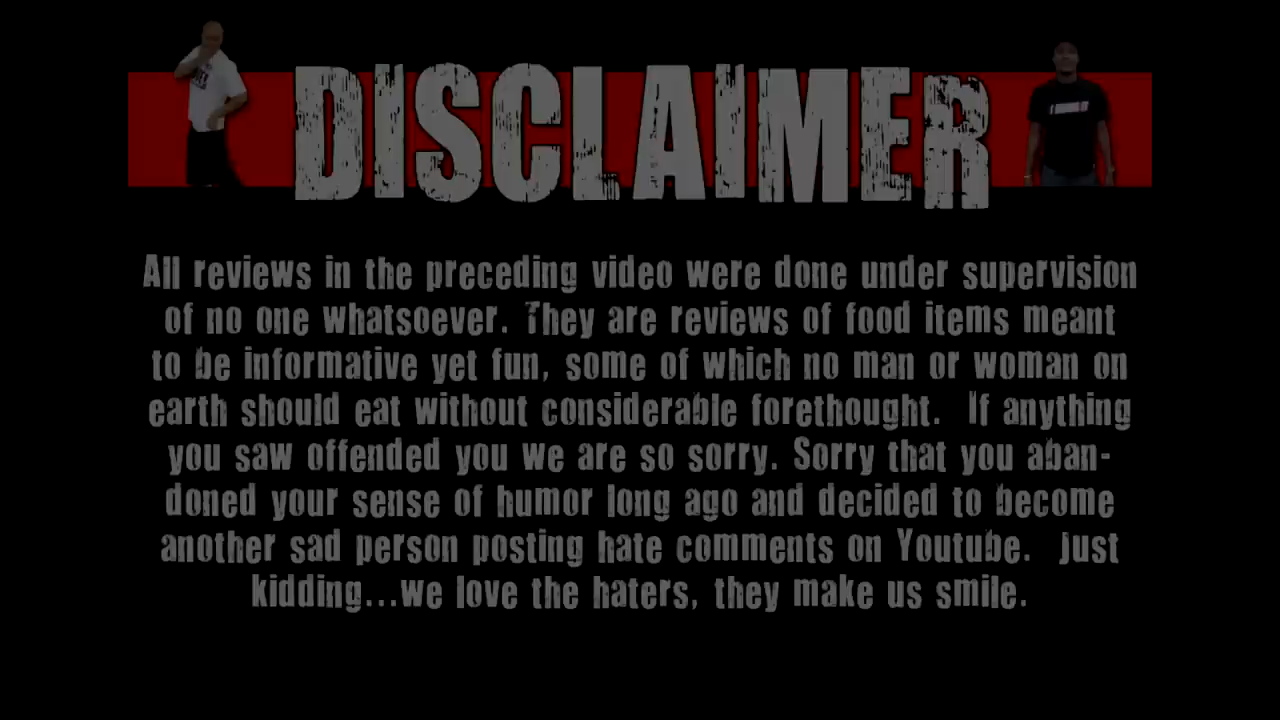 DISCLAIMER
All reviews in the preceding video were done under supervision
of no one whatsoever. They are reviews of food items meant
to be informative yet fun, some of which no man or woman on
earth should eat without considerable forethought. If anything
you saw offended you we are so sorry. Sorry that you aban-
doned your sense of humor long ago and decided to become
another sad person posting hate comments on Youtube. Just
kidding...we love the haters, they make us smile.